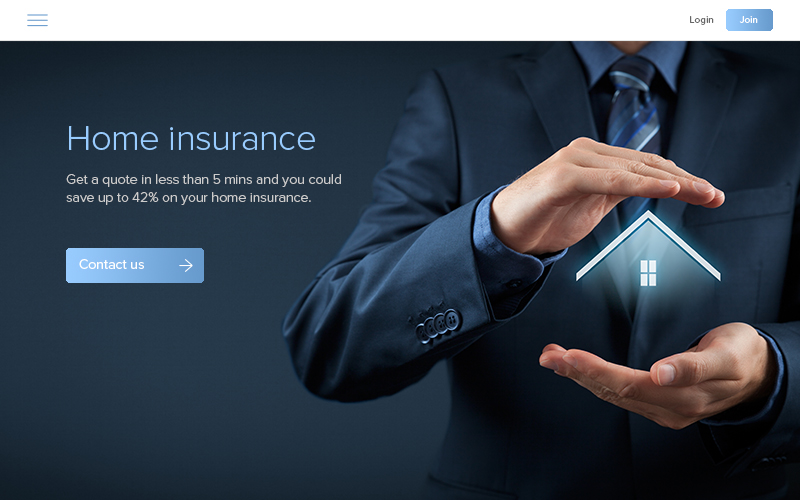 Login
Join
Home insurance
Get a quote in less than 5 mins and you could
save up to 42% on your home insurance.
Contact us